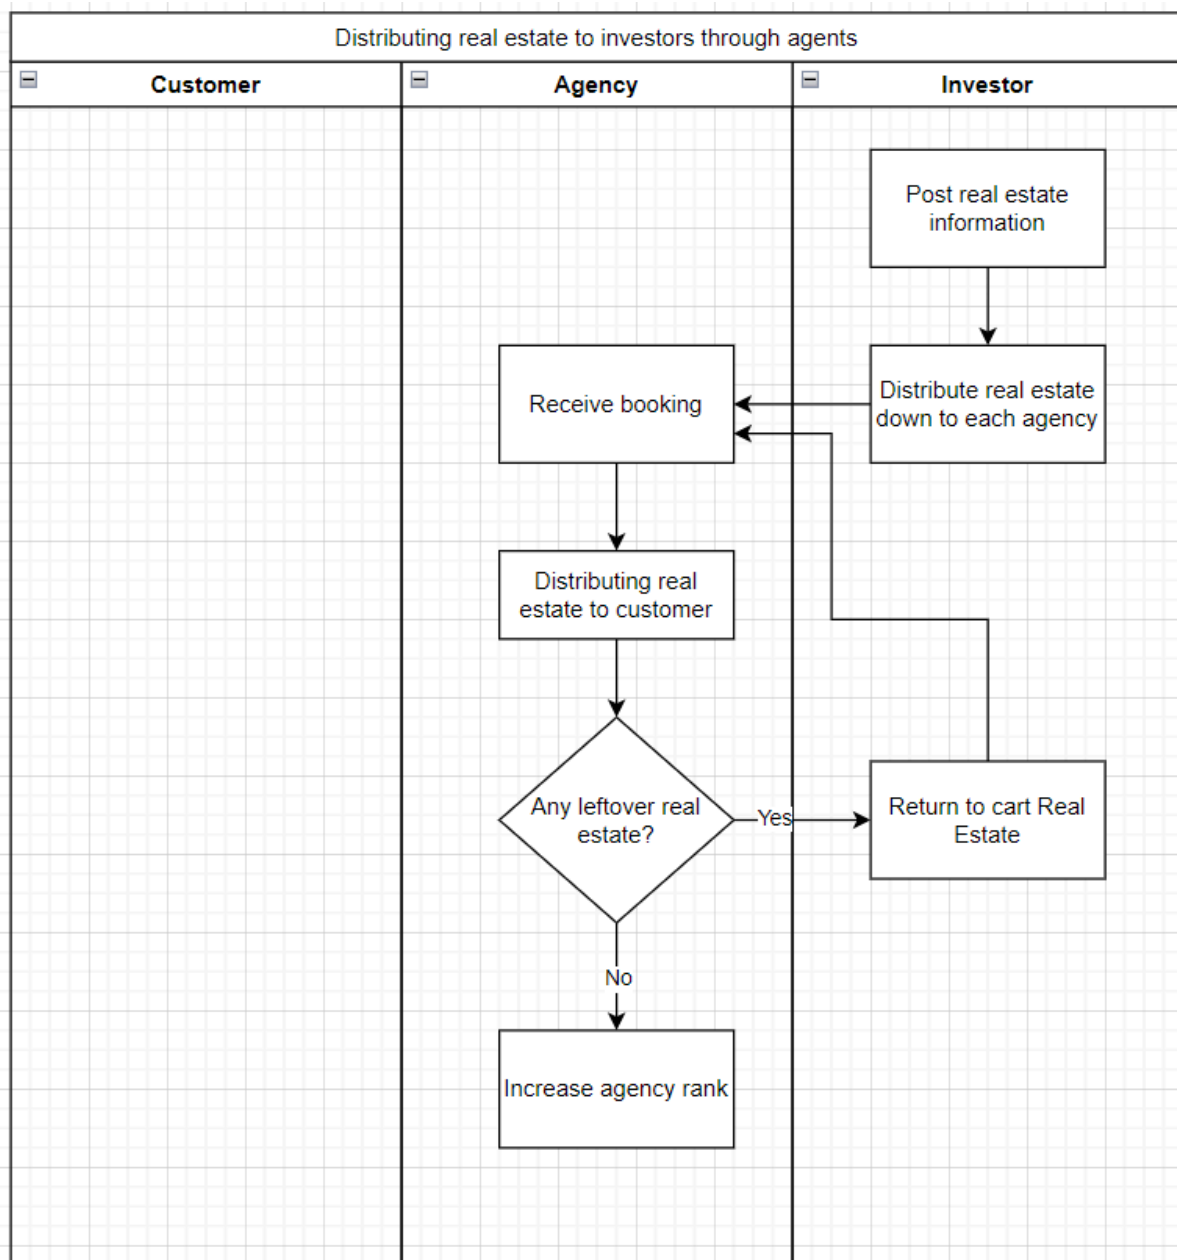 Distributing real estate to investors through agents
Customer
Agency
Investor
Post real estate
information
Receive booking
Distribute real estate
down to each agency
Distributing real
estate to customer
Any leftover real
estate?
Yes
Return to cart Real
Estate
No
Increase agency rank